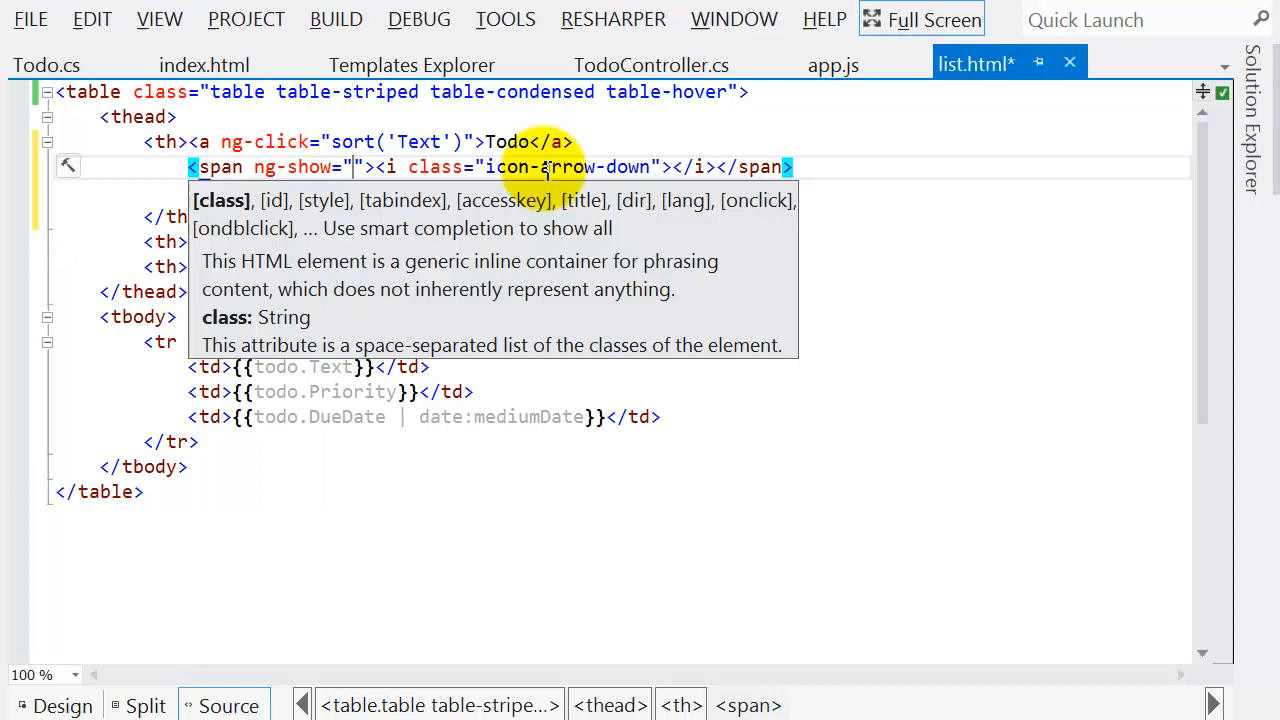 FILE EDIT VIEW PROJECT BUILD DEBUG TOOLS RESHARPER WINDOW HELP Full Screen Quick Launch
Todo.cs index.html Templates Explorer TodoController.cs app.js list.html*
<table class="table table-striped table-condensed table-hover">
<thead>
<th><a ng-click="sort('Text')">Todo</a>
<span ng-show=""><i class="icon-arrow-down"></i></span>
[class], [id], [style], [tabindex], [accesskey], [title], [dir], [lang], [onclick],
[ondblclick], ... Use smart completion to show all
</th
<th>
This HTML element is a generic inline container for phrasing
<th>
content, which does not inherently represent anything.
</thead>
<tbody>
class: String
<tr
This attribute is a space-separated list of the classes of the element.
<td>{{todo.Text}}</td>
<td>{{todo.Priority}}</td>
<td>{{todo.DueDate | date:mediumDate}}</td>
</tr>
</tbody>
</table>
Solution Explorer
100 %
Design Split Source <table.table table-stripe...> <thead> <th> <span>